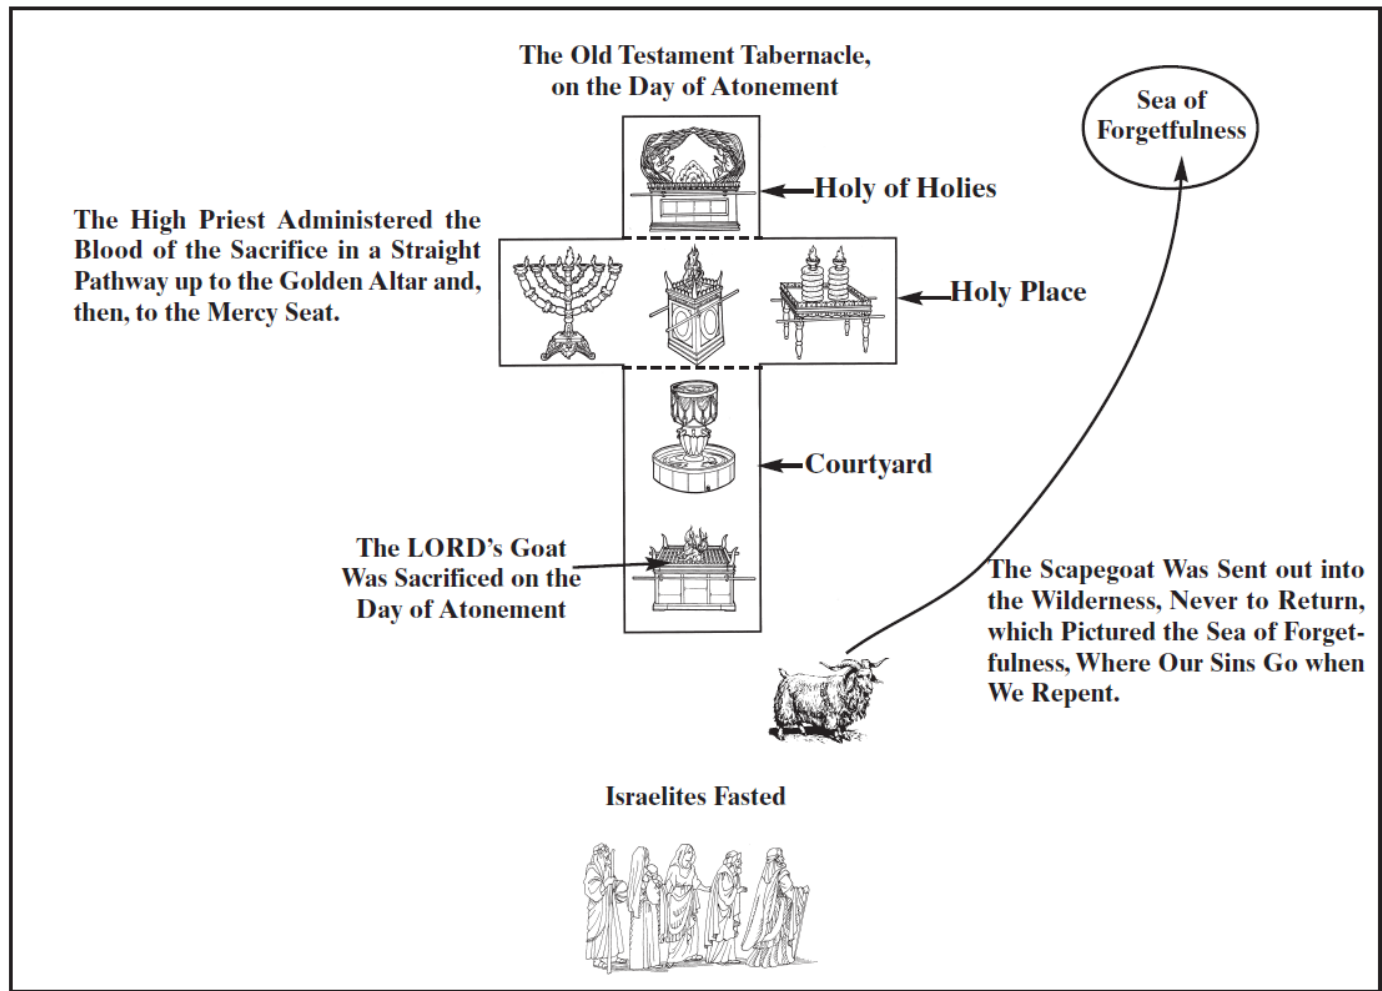 The Old Testament Tabernacle,
on the Day of Atonement
Sea of
Forgetfulness
Holy of Holies
The High Priest Administered the
Blood of the Sacrifice in a Straight
Pathway up to the Golden Altar and,
then, to the Mercy Seat.
Holy Place
Courtyard
The LORD's Goat
Was Sacrificed on the
Day of Atonement
The Scapegoat Was Sent out into
the Wilderness, Never to Return,
which Pictured the Sea of Forget-
fulness, Where Our Sins Go when
We Repent.
Israelites Fasted